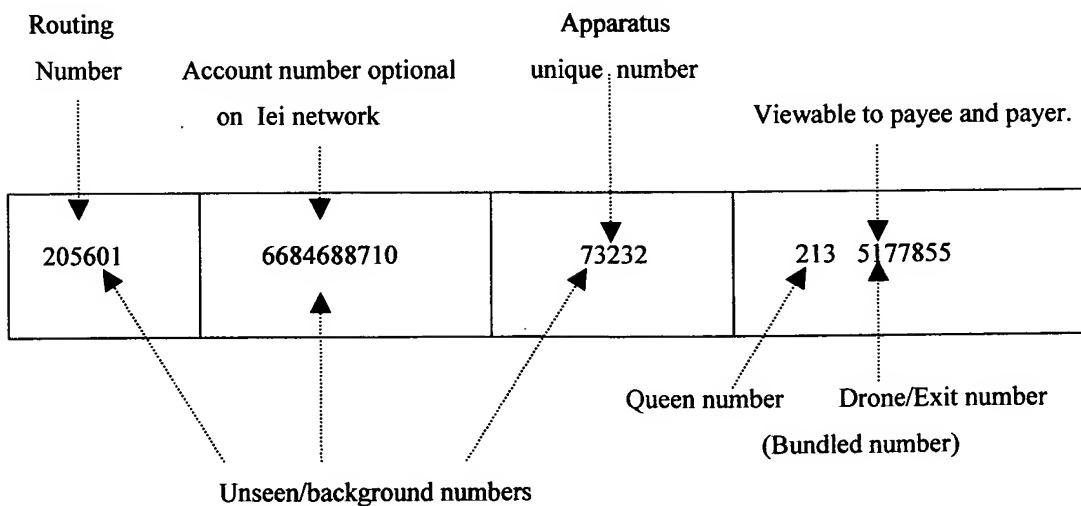 Routing
Number
Account number optional
on Iei network
Apparatus
unique number
Viewable to payee and payer.
205601
6684688710
73232
213 5177855
Queen number
Drone/Exit number
(Bundled number)
Unseen/background numbers